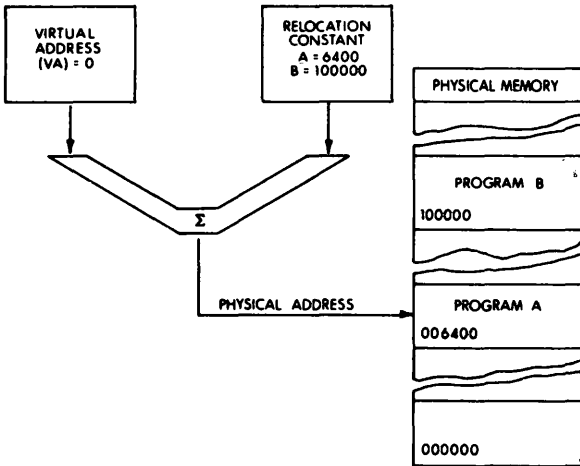 VIRTUAL
ADDRESS
(VA) = 0
RELOCATION
CONSTANT
A = 6400
B = 100000
PHYSICAL MEMORY
PROGRAM B
100000
Σ
PHYSICAL ADDRESS
PROGRAM A
006400
000000